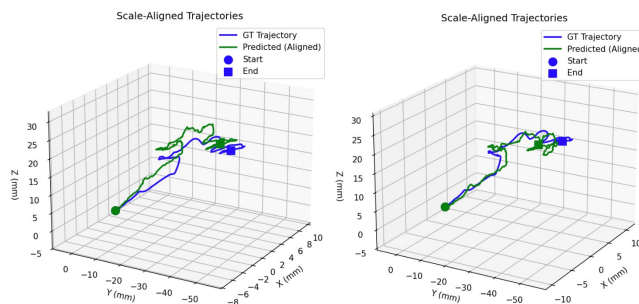 Scale-Aligned Trajectories
GT Trajectory
Predicted (Aligned)
Start
End
30
25
20
15
10
5
0
−5
Z (mm)
0
−10
−20
−30
−40
−50
Y (mm)
−8
−6
−4
−2
0
2
4
6
8
10
X (mm)
Scale-Aligned Trajectories
GT Trajectory
Predicted (Aligned)
Start
End
30
25
20
15
10
5
0
−5
Z (mm)
0
−10
−20
−30
−40
−50
Y (mm)
−10
−5
0
5
10
X (mm)